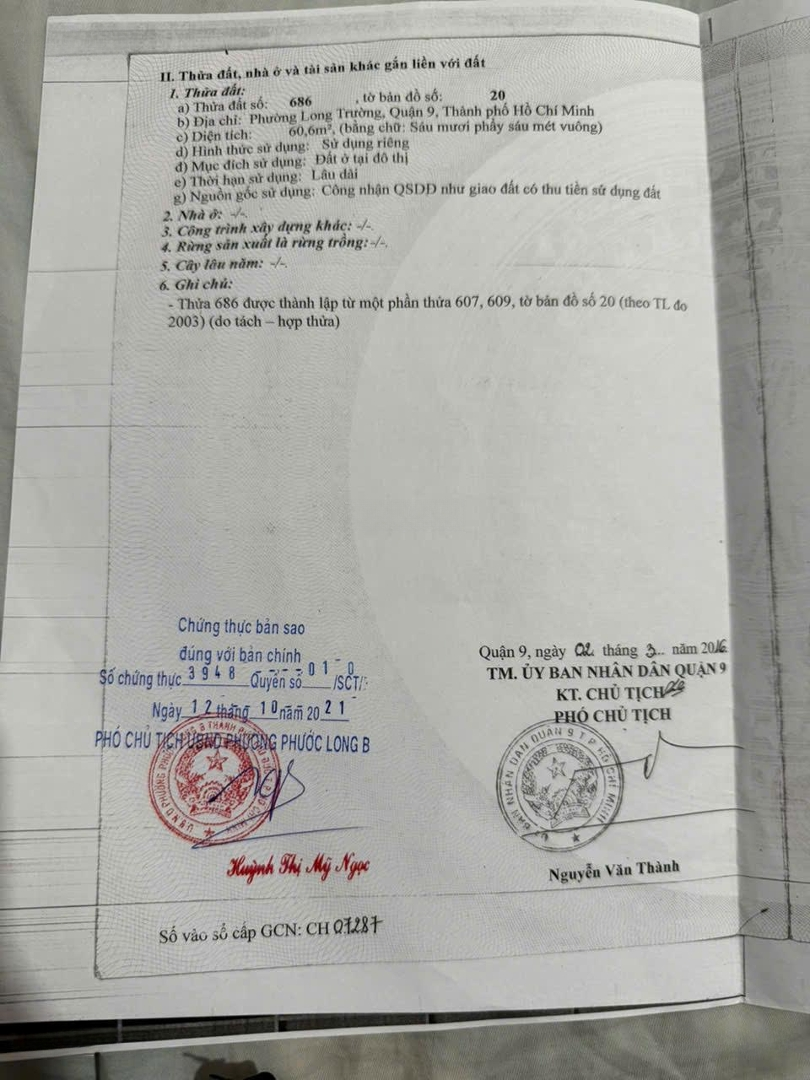 II. Thửa đất, nhà ở và tài sản khác gắn liền với đất
1. Thửa đất:
a) Thửa đất số: 686 , tờ bản đồ số: 20
b) Địa chỉ: Phường Long Trường, Quận 9, Thành phố Hồ Chí Minh
c) Diện tích: 60,6m², (bằng chữ: Sáu mươi phẩy sáu mét vuông)
d) Hình thức sử dụng: Sử dụng riêng
đ) Mục đích sử dụng: Đất ở tại đô thị
e) Thời hạn sử dụng: Lâu dài
g) Nguồn gốc sử dụng: Công nhận QSDĐ như giao đất có thu tiền sử dụng đất
2. Nhà ở: -/-.
3. Công trình xây dựng khác: -/-.
4. Rừng sản xuất là rừng trồng: -/-.
5. Cây lâu năm: -/-.
6. Ghi chú:
- Thửa 686 được thành lập từ một phần thửa 607, 609, tờ bản đồ số 20 (theo TL đo
2003) (do tách – hợp thửa)
Chứng thực bản sao
đúng với bản chính
Số chứng thực 3948 Quyển số 010 /SCT/
Ngày 12 tháng 10 năm 2021
PHÓ CHỦ TỊCH UBND PHƯỜNG PHƯỚC LONG B
Huỳnh Thị Mỹ Ngọc
Quận 9, ngày 02 tháng 3 năm 2016
TM. ỦY BAN NHÂN DÂN QUẬN 9
KT. CHỦ TỊCH
PHÓ CHỦ TỊCH
ỦY BAN NHÂN DÂN QUẬN 9 T.P HỒ CHÍ MINH
Nguyễn Văn Thành
Số vào sổ cấp GCN: CH 07287